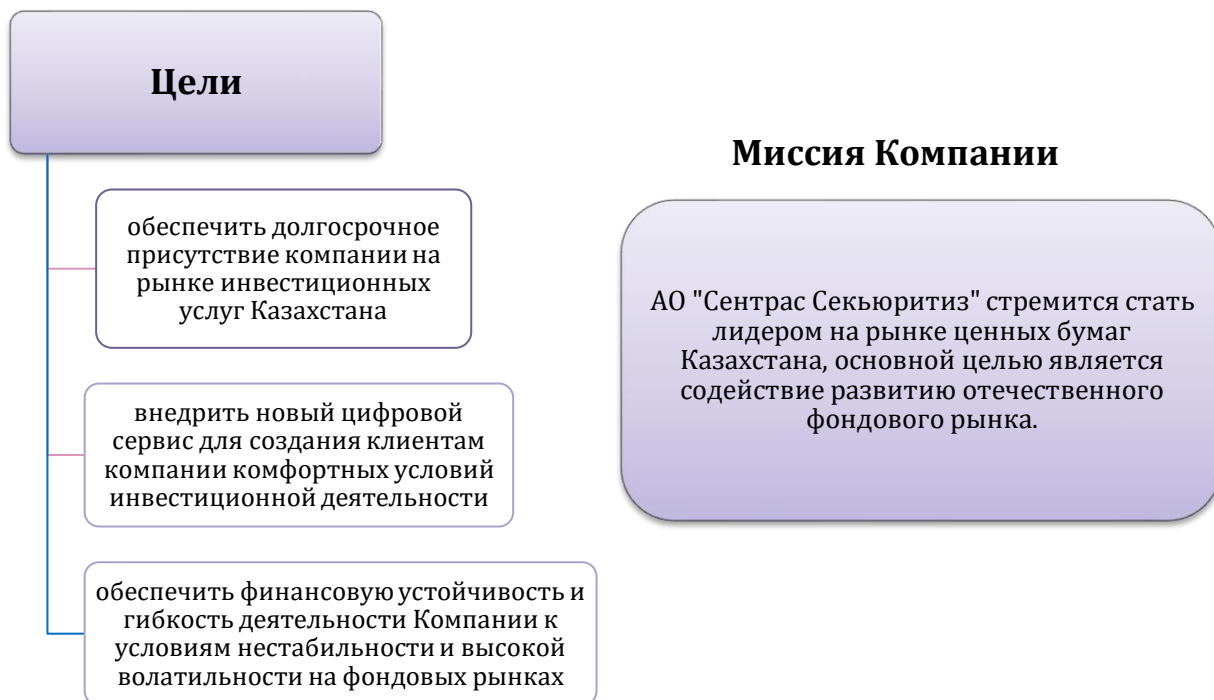 Цели
обеспечить долгосрочное
присутствие компании на
рынке инвестиционных
услуг Казахстана
внедрить новый цифровой
сервис для создания клиентам
компании комфортных условий
инвестиционной деятельности
обеспечить финансовую устойчивость и
гибкость деятельности Компании к
условиям нестабильности и высокой
волатильности на фондовых рынках
Миссия Компании
АО "Сентрас Секьюритиз" стремится стать
лидером на рынке ценных бумаг
Казахстана, основной целью является
содействие развитию отечественного
фондового рынка.